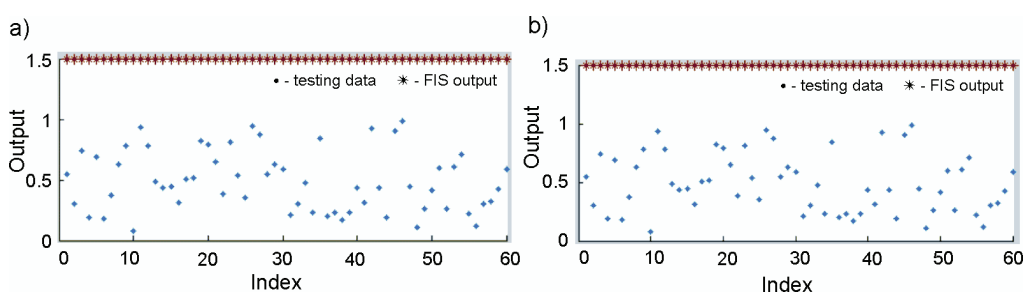 a)
1.5
• - testing data * - FIS output
1
Output
0.5
0
0 10 20 30 40 50 60
Index
b)
1.5
• - testing data * - FIS output
1
Output
0.5
0
0 10 20 30 40 50 60
Index